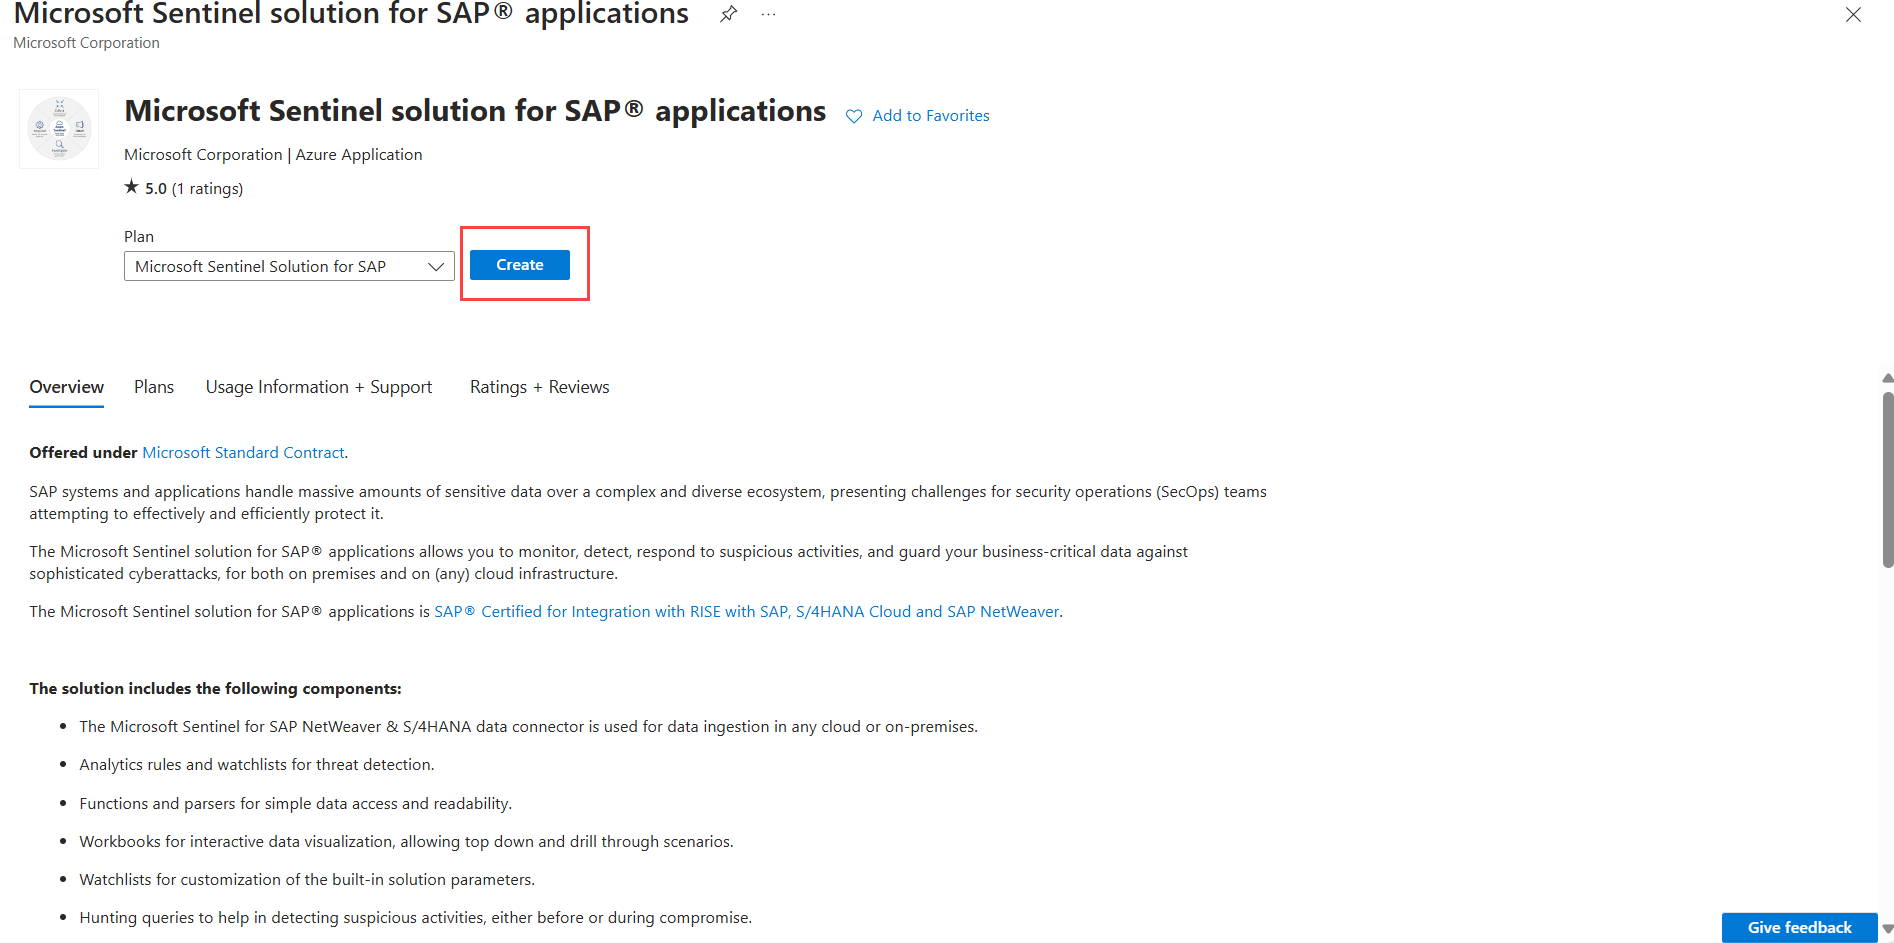 Microsoft Sentinel solution for SAP® applications
Microsoft Corporation
Microsoft Sentinel solution for SAP® applications
Add to Favorites
Microsoft Corporation | Azure Application
★ 5.0 (1 ratings)
Plan
Microsoft Sentinel Solution for SAP
Create
Overview
Plans
Usage Information + Support
Ratings + Reviews
Offered under Microsoft Standard Contract.
SAP systems and applications handle massive amounts of sensitive data over a complex and diverse ecosystem, presenting challenges for security operations (SecOps) teams
attempting to effectively and efficiently protect it.
The Microsoft Sentinel solution for SAP® applications allows you to monitor, detect, respond to suspicious activities, and guard your business-critical data against
sophisticated cyberattacks, for both on premises and on (any) cloud infrastructure.
The Microsoft Sentinel solution for SAP® applications is SAP® Certified for Integration with RISE with SAP, S/4HANA Cloud and SAP NetWeaver.
The solution includes the following components:
• The Microsoft Sentinel for SAP NetWeaver & S/4HANA data connector is used for data ingestion in any cloud or on-premises.
• Analytics rules and watchlists for threat detection.
• Functions and parsers for simple data access and readability.
• Workbooks for interactive data visualization, allowing top down and drill through scenarios.
• Watchlists for customization of the built-in solution parameters.
• Hunting queries to help in detecting suspicious activities, either before or during compromise.
Give feedback